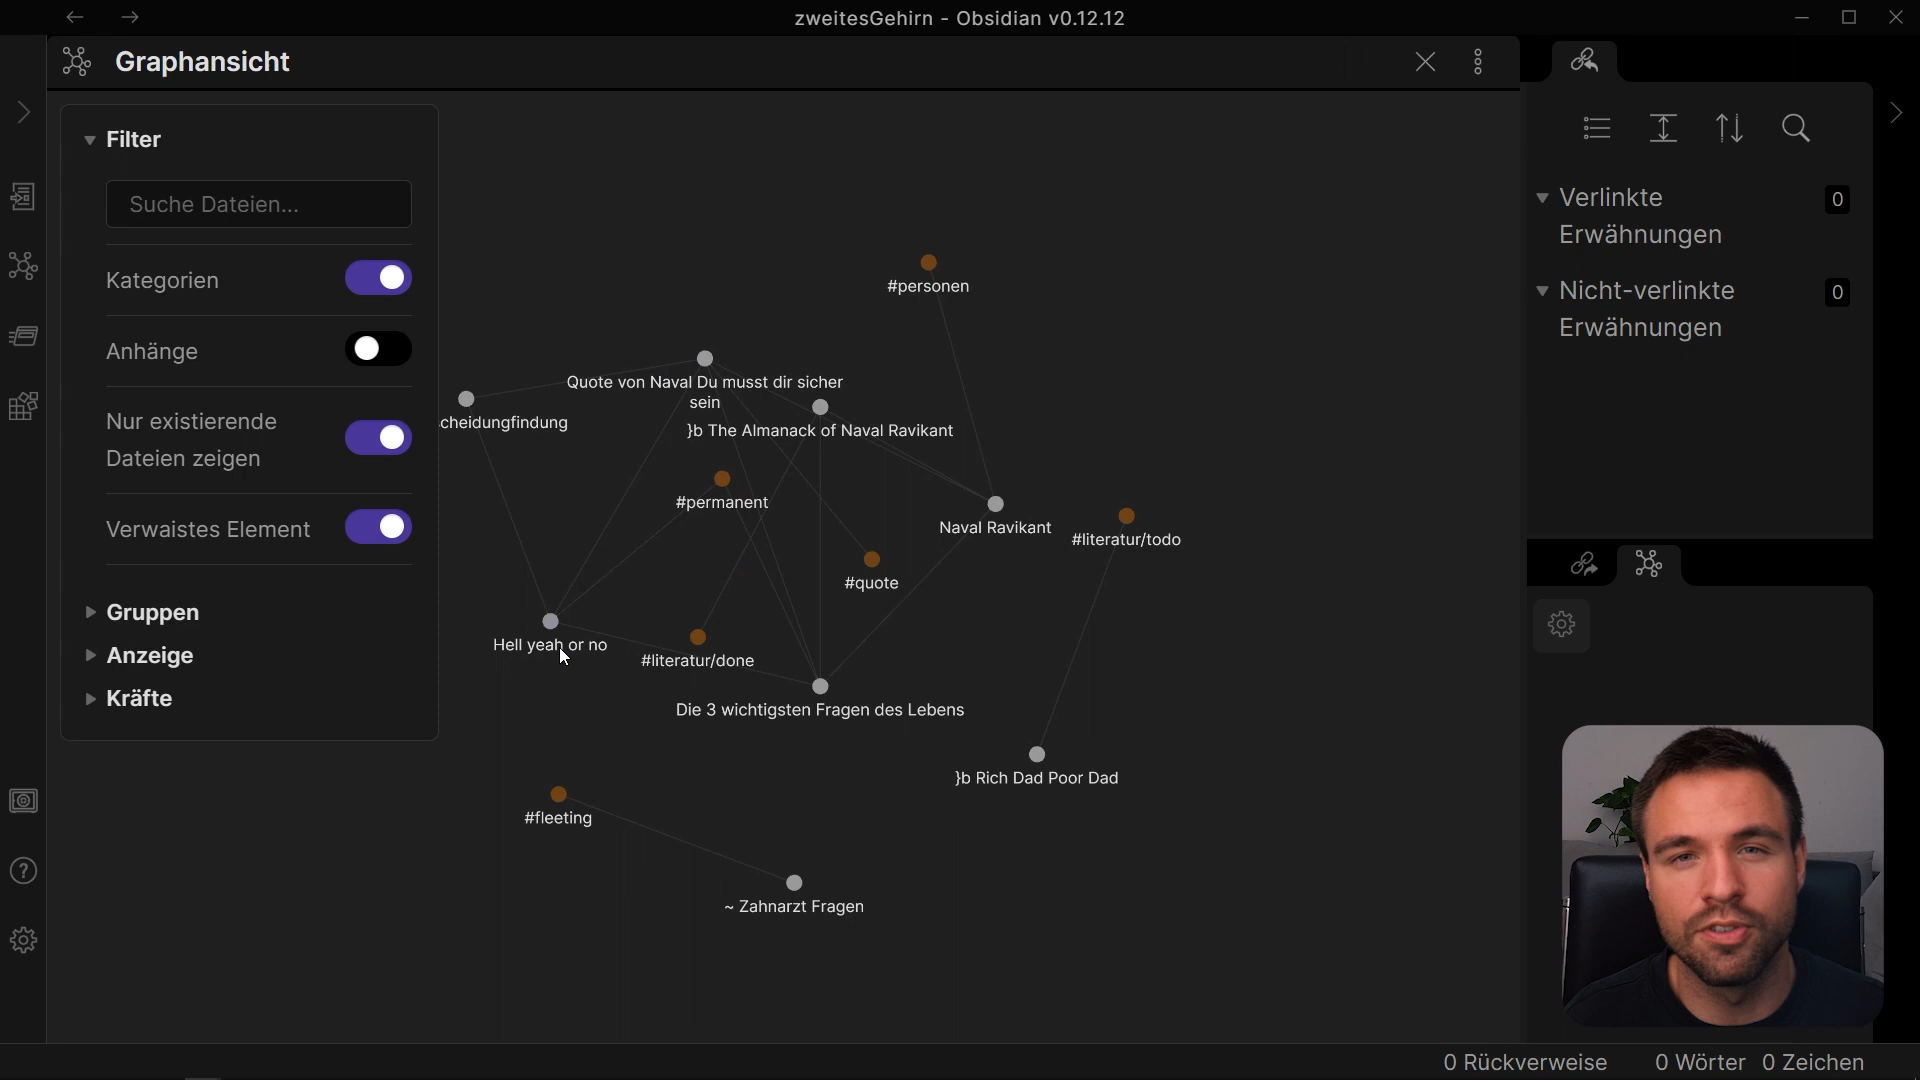 zweitesGehirn - Obsidian v0.12.12
Graphansicht
Filter
Suche Dateien...
Kategorien
Anhänge
Nur existierende
Dateien zeigen
Verwaistes Element
Gruppen
Anzeige
Kräfte
#personen
Quote von Naval Du musst dir sicher
sein
cheidungfindung
}b The Almanack of Naval Ravikant
#permanent
Naval Ravikant
#literatur/todo
#quote
Hell yeah or no
#literatur/done
Die 3 wichtigsten Fragen des Lebens
}b Rich Dad Poor Dad
#fleeting
~ Zahnarzt Fragen
Verlinkte
Erwähnungen
0
Nicht-verlinkte
Erwähnungen
0
0 Rückverweise
0 Wörter
0 Zeichen